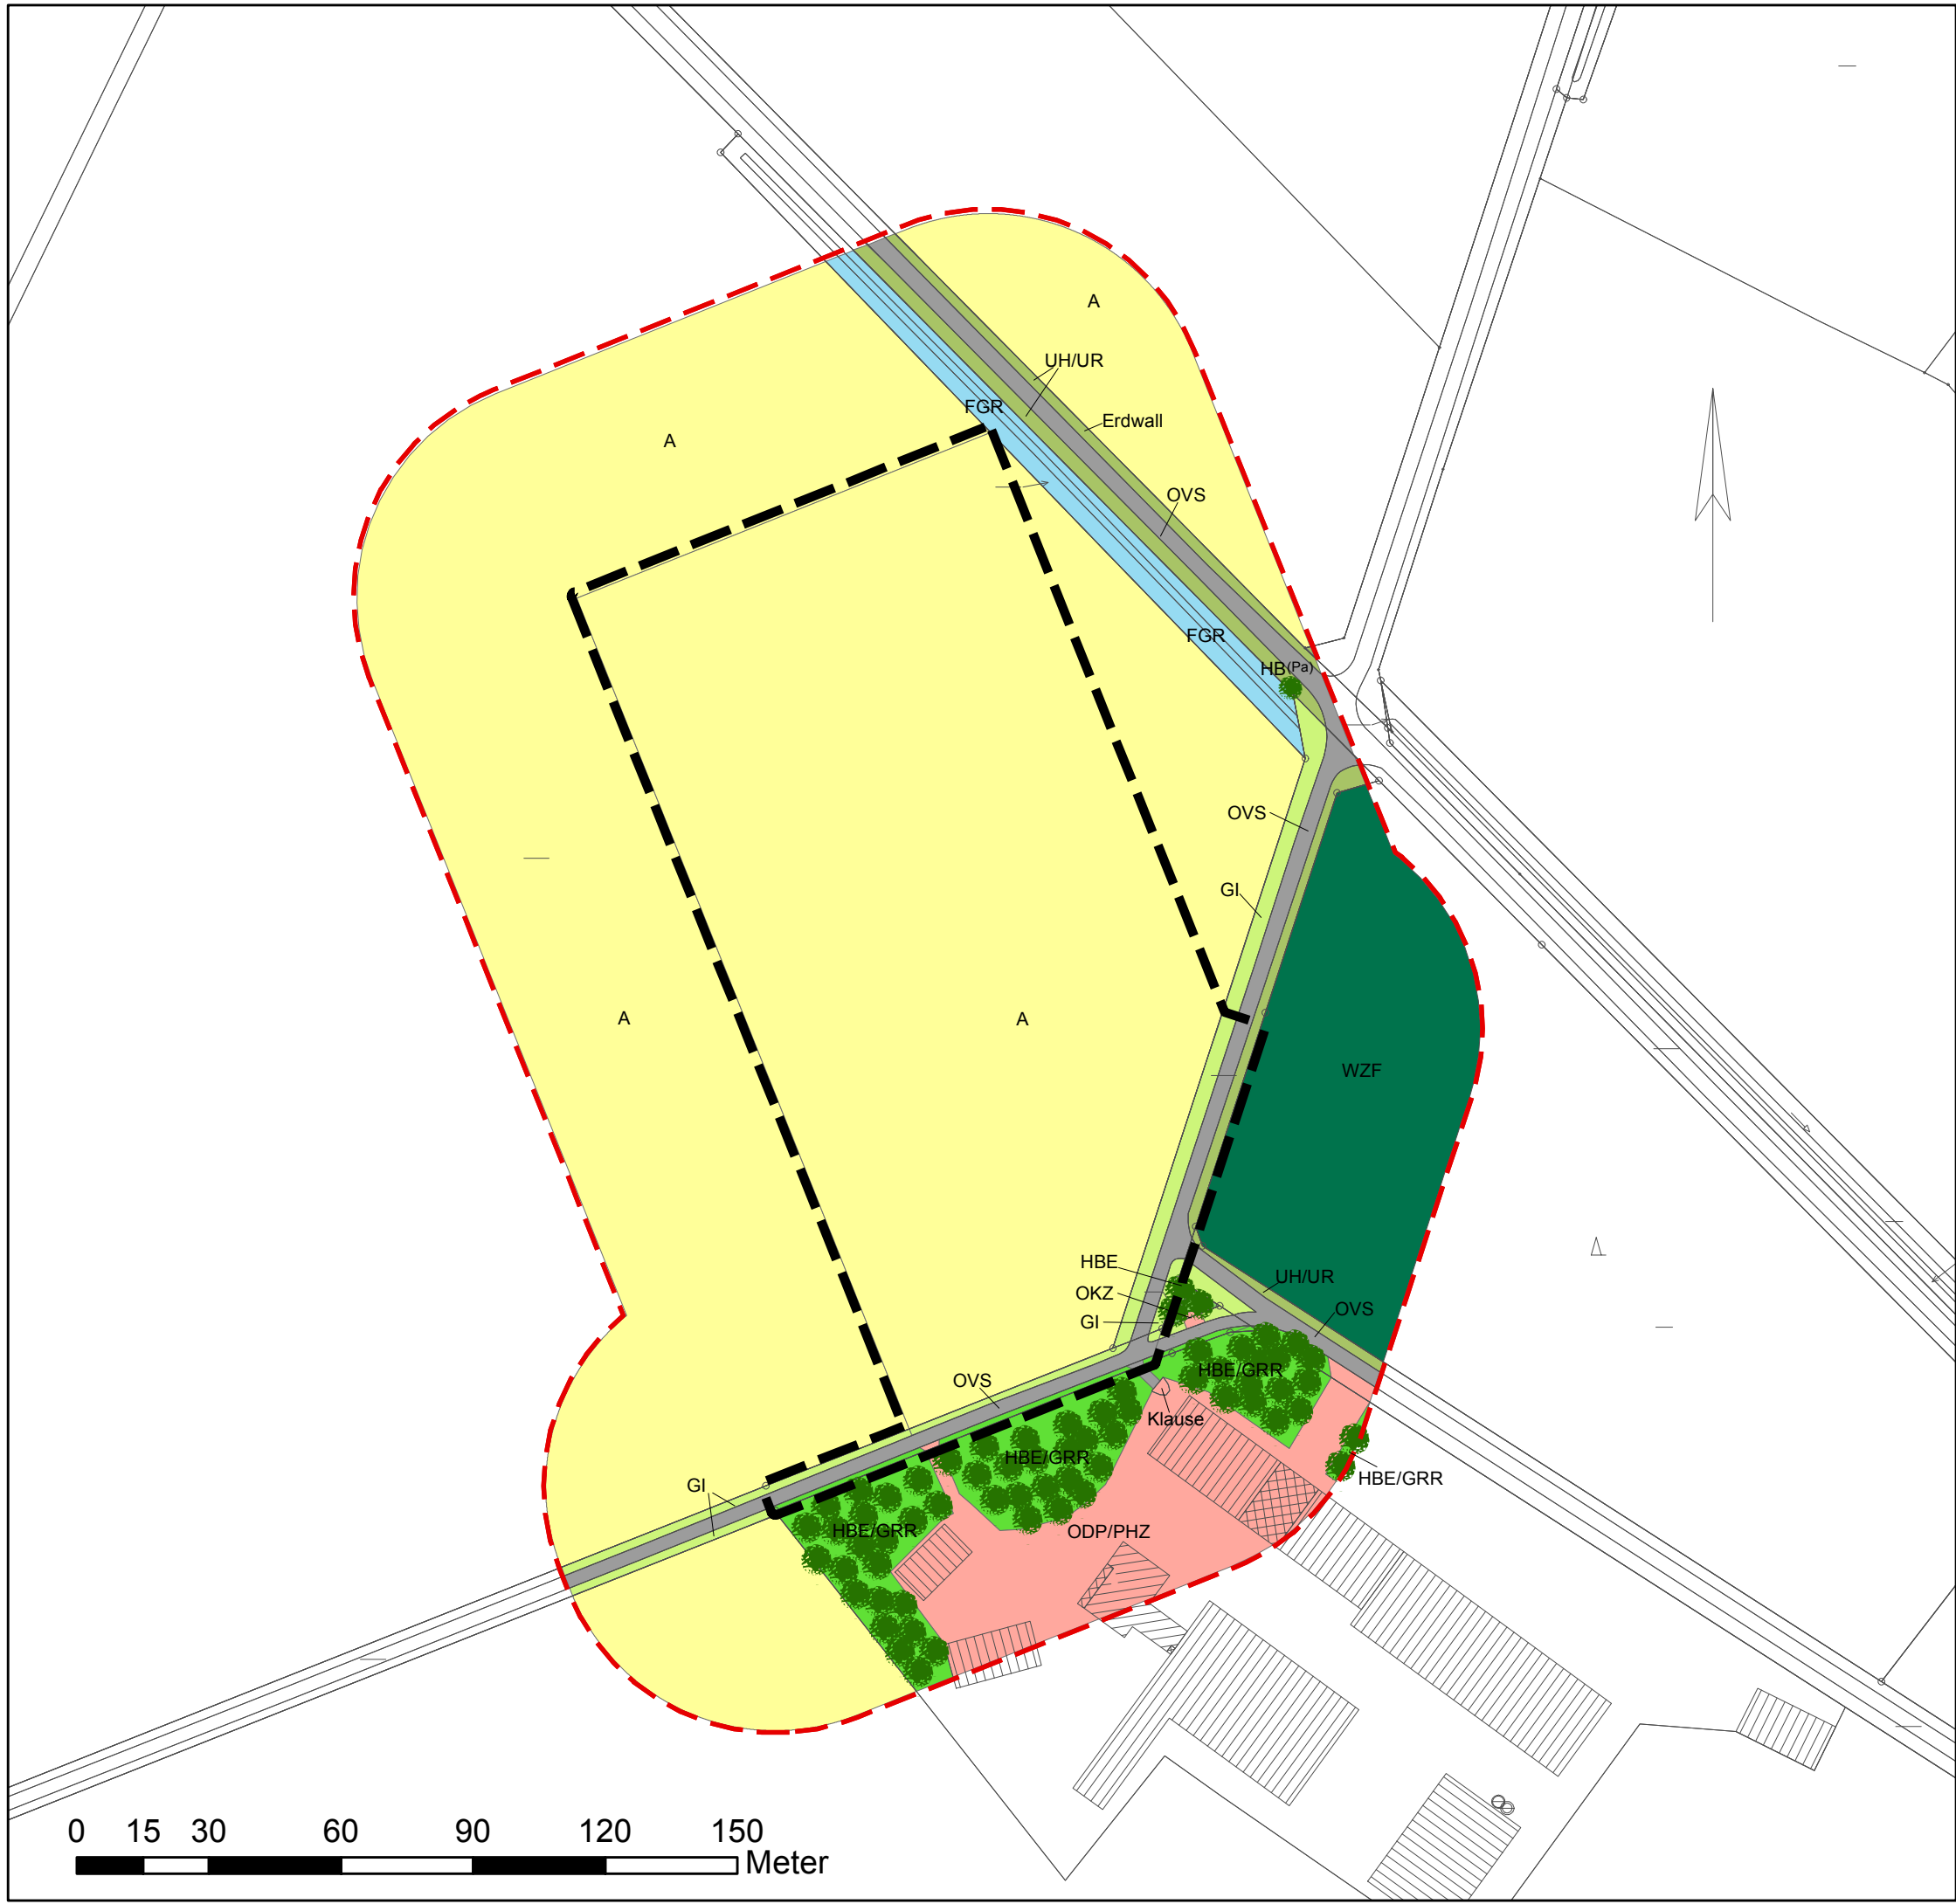 A
UH/UR
FGR
Erdwall
A
OVS
FGR
HB(Pa)
OVS
GI
A
A
WZF
HBE
UH/UR
OKZ
OVS
GI
HBE/GRR
OVS
Klause
HBE/GRR
HBE/GRR
GI
HBE/GRR
ODP/PHZ
0 15 30 60 90 120 150
Meter